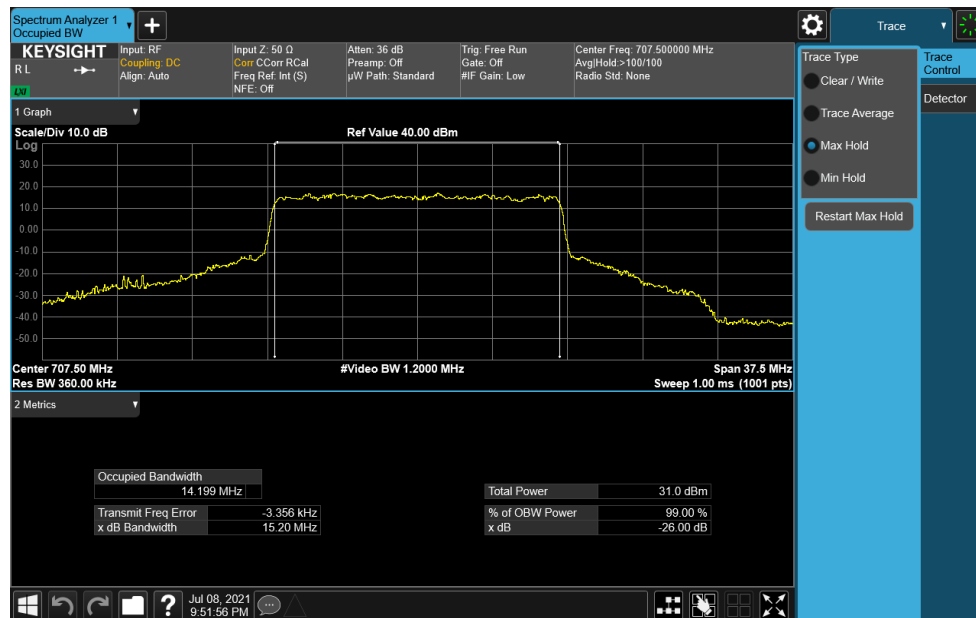 Spectrum Analyzer 1
Occupied BW
Trace
KEYSIGHT
R L
LXI
Input: RF
Coupling: DC
Align: Auto
Input Z: 50 Ω
Corr CCorr RCal
Freq Ref: Int (S)
NFE: Off
Atten: 36 dB
Preamp: Off
µW Path: Standard
Trig: Free Run
Gate: Off
#IF Gain: Low
Center Freq: 707.500000 MHz
Avg|Hold:>100/100
Radio Std: None
Trace Type
Clear / Write
Trace Average
Max Hold
Min Hold
Restart Max Hold
Trace
Control
Detector
1 Graph
Scale/Div 10.0 dB
Ref Value 40.00 dBm
Log
30.0
20.0
10.0
0.00
-10.0
-20.0
-30.0
-40.0
-50.0
Center 707.50 MHz
#Video BW 1.2000 MHz
Span 37.5 MHz
Res BW 360.00 kHz
Sweep 1.00 ms (1001 pts)
2 Metrics
Occupied Bandwidth
14.199 MHz
Total Power 31.0 dBm
Transmit Freq Error -3.356 kHz
% of OBW Power 99.00 %
x dB Bandwidth 15.20 MHz
x dB -26.00 dB
?
Jul 08, 2021
9:51:56 PM